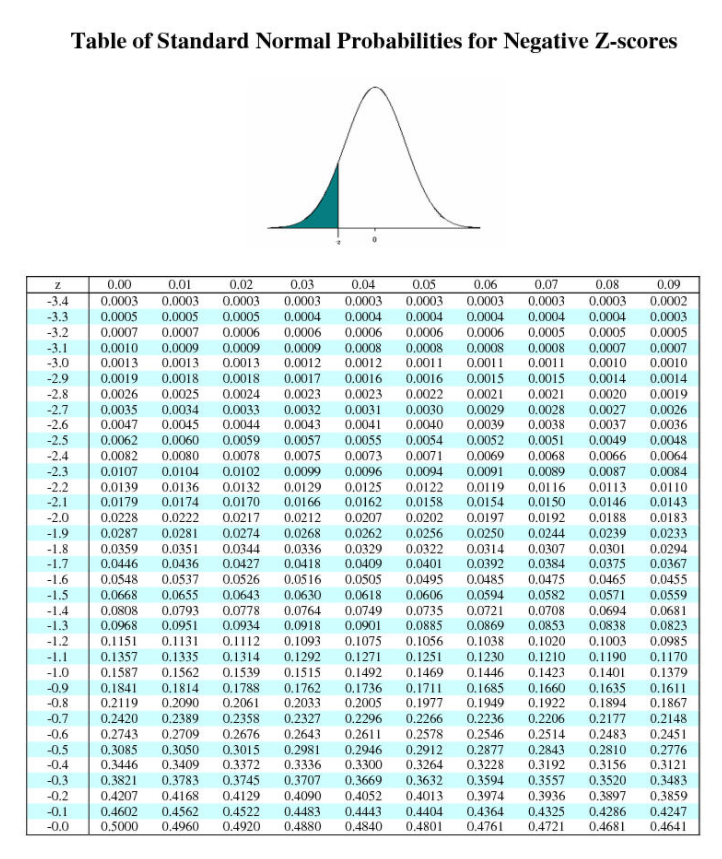 Table of Standard Normal Probabilities for Negative Z-scores
z 0
z 0.00 0.01 0.02 0.03 0.04 0.05 0.06 0.07 0.08 0.09
-3.4 0.0003 0.0003 0.0003 0.0003 0.0003 0.0003 0.0003 0.0003 0.0003 0.0002
-3.3 0.0005 0.0005 0.0005 0.0004 0.0004 0.0004 0.0004 0.0004 0.0004 0.0003
-3.2 0.0007 0.0007 0.0006 0.0006 0.0006 0.0006 0.0006 0.0005 0.0005 0.0005
-3.1 0.0010 0.0009 0.0009 0.0009 0.0008 0.0008 0.0008 0.0008 0.0007 0.0007
-3.0 0.0013 0.0013 0.0013 0.0012 0.0012 0.0011 0.0011 0.0011 0.0010 0.0010
-2.9 0.0019 0.0018 0.0018 0.0017 0.0016 0.0016 0.0015 0.0015 0.0014 0.0014
-2.8 0.0026 0.0025 0.0024 0.0023 0.0023 0.0022 0.0021 0.0021 0.0020 0.0019
-2.7 0.0035 0.0034 0.0033 0.0032 0.0031 0.0030 0.0029 0.0028 0.0027 0.0026
-2.6 0.0047 0.0045 0.0044 0.0043 0.0041 0.0040 0.0039 0.0038 0.0037 0.0036
-2.5 0.0062 0.0060 0.0059 0.0057 0.0055 0.0054 0.0052 0.0051 0.0049 0.0048
-2.4 0.0082 0.0080 0.0078 0.0075 0.0073 0.0071 0.0069 0.0068 0.0066 0.0064
-2.3 0.0107 0.0104 0.0102 0.0099 0.0096 0.0094 0.0091 0.0089 0.0087 0.0084
-2.2 0.0139 0.0136 0.0132 0.0129 0.0125 0.0122 0.0119 0.0116 0.0113 0.0110
-2.1 0.0179 0.0174 0.0170 0.0166 0.0162 0.0158 0.0154 0.0150 0.0146 0.0143
-2.0 0.0228 0.0222 0.0217 0.0212 0.0207 0.0202 0.0197 0.0192 0.0188 0.0183
-1.9 0.0287 0.0281 0.0274 0.0268 0.0262 0.0256 0.0250 0.0244 0.0239 0.0233
-1.8 0.0359 0.0351 0.0344 0.0336 0.0329 0.0322 0.0314 0.0307 0.0301 0.0294
-1.7 0.0446 0.0436 0.0427 0.0418 0.0409 0.0401 0.0392 0.0384 0.0375 0.0367
-1.6 0.0548 0.0537 0.0526 0.0516 0.0505 0.0495 0.0485 0.0475 0.0465 0.0455
-1.5 0.0668 0.0655 0.0643 0.0630 0.0618 0.0606 0.0594 0.0582 0.0571 0.0559
-1.4 0.0808 0.0793 0.0778 0.0764 0.0749 0.0735 0.0721 0.0708 0.0694 0.0681
-1.3 0.0968 0.0951 0.0934 0.0918 0.0901 0.0885 0.0869 0.0853 0.0838 0.0823
-1.2 0.1151 0.1131 0.1112 0.1093 0.1075 0.1056 0.1038 0.1020 0.1003 0.0985
-1.1 0.1357 0.1335 0.1314 0.1292 0.1271 0.1251 0.1230 0.1210 0.1190 0.1170
-1.0 0.1587 0.1562 0.1539 0.1515 0.1492 0.1469 0.1446 0.1423 0.1401 0.1379
-0.9 0.1841 0.1814 0.1788 0.1762 0.1736 0.1711 0.1685 0.1660 0.1635 0.1611
-0.8 0.2119 0.2090 0.2061 0.2033 0.2005 0.1977 0.1949 0.1922 0.1894 0.1867
-0.7 0.2420 0.2389 0.2358 0.2327 0.2296 0.2266 0.2236 0.2206 0.2177 0.2148
-0.6 0.2743 0.2709 0.2676 0.2643 0.2611 0.2578 0.2546 0.2514 0.2483 0.2451
-0.5 0.3085 0.3050 0.3015 0.2981 0.2946 0.2912 0.2877 0.2843 0.2810 0.2776
-0.4 0.3446 0.3409 0.3372 0.3336 0.3300 0.3264 0.3228 0.3192 0.3156 0.3121
-0.3 0.3821 0.3783 0.3745 0.3707 0.3669 0.3632 0.3594 0.3557 0.3520 0.3483
-0.2 0.4207 0.4168 0.4129 0.4090 0.4052 0.4013 0.3974 0.3936 0.3897 0.3859
-0.1 0.4602 0.4562 0.4522 0.4483 0.4443 0.4404 0.4364 0.4325 0.4286 0.4247
-0.0 0.5000 0.4960 0.4920 0.4880 0.4840 0.4801 0.4761 0.4721 0.4681 0.4641